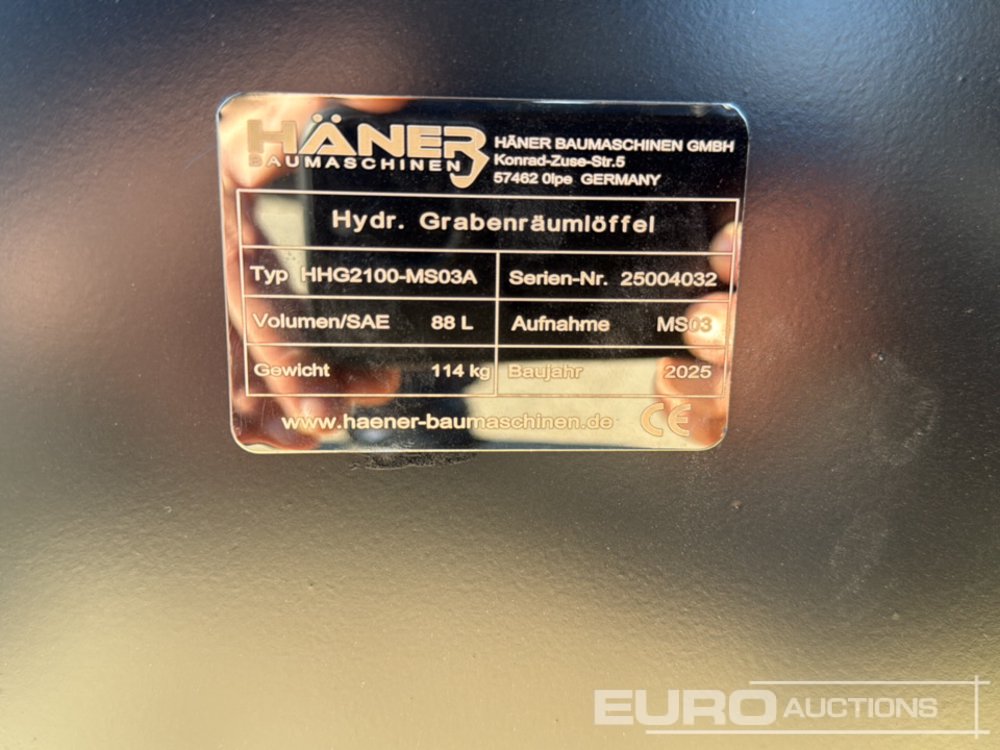 HÄNER
BAUMASCHINEN
HÄNER BAUMASCHINEN GMBH
Konrad-Zuse-Str.5
57462 Olpe GERMANY
Hydr. Grabenräumlöffel
Typ HHG2100-MS03A
Serien-Nr. 25004032
Volumen/SAE 88 L
Aufnahme MS03
Gewicht 114 kg
Baujahr 2025
www.haener-baumaschinen.de
CE
EURO AUCTIONS